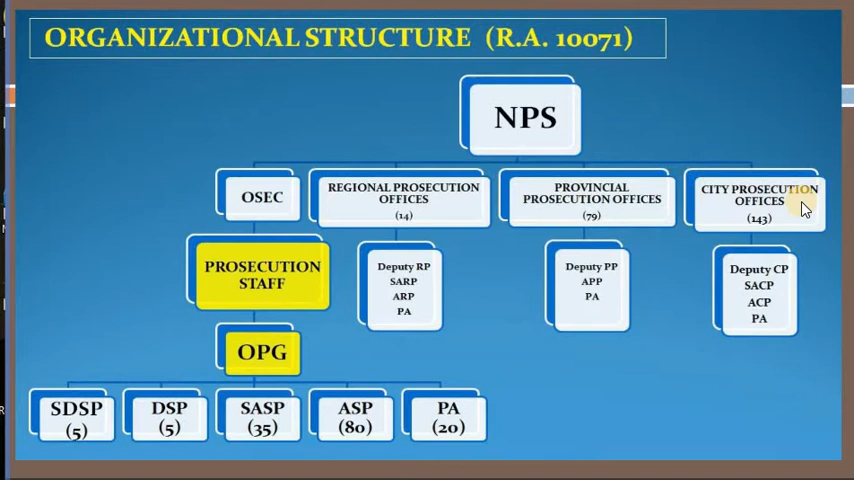 ORGANIZATIONAL STRUCTURE (R.A. 10071)
NPS
OSEC
REGIONAL PROSECUTION
OFFICES
(14)
PROVINCIAL
PROSECUTION OFFICES
(79)
CITY PROSECUTION
OFFICES
(143)
PROSECUTION
STAFF
Deputy RP
SARP
ARP
PA
Deputy PP
APP
PA
Deputy CP
SACP
ACP
PA
OPG
SDSP
(5)
DSP
(5)
SASP
(35)
ASP
(80)
PA
(20)